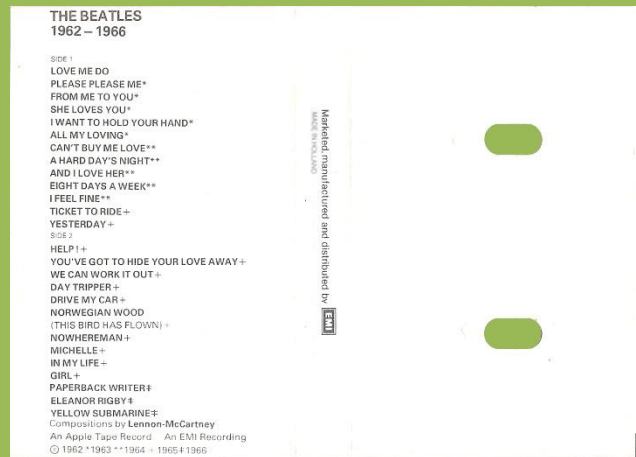 THE BEATLES
1962 – 1966
SIDE 1
LOVE ME DO
PLEASE PLEASE ME*
FROM ME TO YOU*
SHE LOVES YOU*
I WANT TO HOLD YOUR HAND*
ALL MY LOVING*
CAN'T BUY ME LOVE**
A HARD DAY'S NIGHT**
AND I LOVE HER**
EIGHT DAYS A WEEK**
I FEEL FINE**
TICKET TO RIDE+
YESTERDAY+
SIDE 2
HELP!+
YOU'VE GOT TO HIDE YOUR LOVE AWAY+
WE CAN WORK IT OUT+
DAY TRIPPER+
DRIVE MY CAR+
NORWEGIAN WOOD
(THIS BIRD HAS FLOWN)+
NOWHEREMAN+
MICHELLE+
IN MY LIFE+
GIRL+
PAPERBACK WRITER‡
ELEANOR RIGBY‡
YELLOW SUBMARINE‡
Compositions by Lennon-McCartney
An Apple Tape Record An EMI Recording
℗ 1962 *1963 **1964 + 1965‡1966
Marketed, manufactured and distributed by EMI
MADE IN HOLLAND